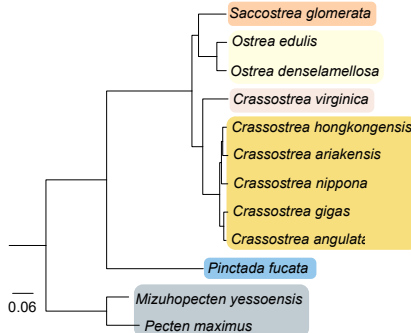 Saccostrea glomerata
Ostrea edulis
Ostrea denselamellosa
Crassostrea virginica
Crassostrea hongkongensis
Crassostrea ariakensis
Crassostrea nippona
Crassostrea gigas
Crassostrea angulata
Pinctada fucata
0.06
Mizuhopecten yessoensis
Pecten maximus